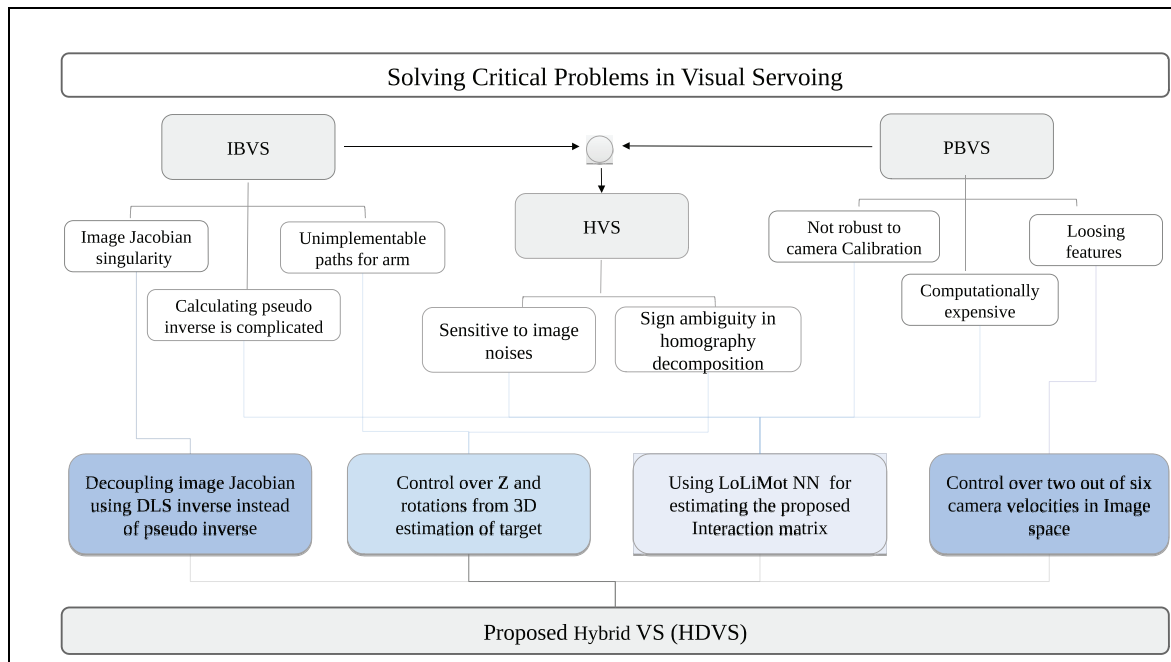 Solving Critical Problems in Visual Servoing
IBVS
PBVS
HVS
Image Jacobian
singularity
Unimplementable
paths for arm
Calculating pseudo
inverse is complicated
Not robust to
camera Calibration
Loosing
features
Computationally
expensive
Sensitive to image
noises
Sign ambiguity in
homography
decomposition
Decoupling image Jacobian
using DLS inverse instead
of pseudo inverse
Control over Z and
rotations from 3D
estimation of target
Using LoLiMot NN for
estimating the proposed
Interaction matrix
Control over two out of six
camera velocities in Image
space
Proposed Hybrid VS (HDVS)